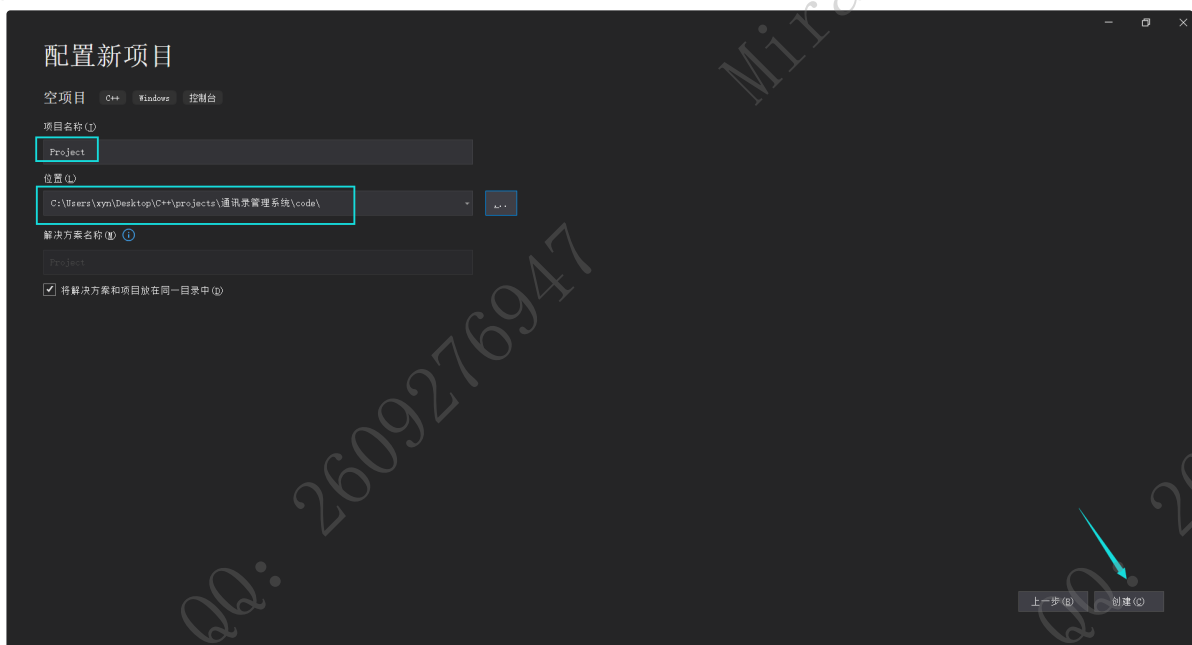 配置新项目
空项目 C++ Windows 控制台
项目名称(J)
Project
位置(L)
C:\Users\xyn\Desktop\C++\projects\通讯录管理系统\code\
...
解决方案名称(M)
Project
将解决方案和项目放在同一目录中(D)
上一步(B) 创建(C)
QQ: 2609276947